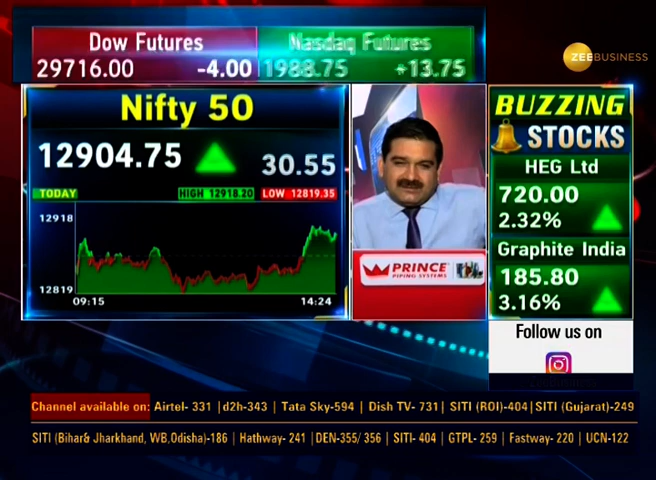 Dow Futures
29716.00 -4.00
Nasdaq Futures
1988.75 +13.75
ZEEBUSINESS
Nifty 50
12904.75 30.55
TODAY HIGH 12918.20 LOW 12819.35
12918
12819
09:15 14:24
PRINCE
PIPING SYSTEMS
BUZZING
STOCKS
HEG Ltd
720.00
2.32%
Graphite India
185.80
3.16%
Follow us on
Channel available on: Airtel- 331 |d2h-343 | Tata Sky-594 | Dish TV- 731| SITI (ROI)-404|SITI (Gujarat)-249
SITI (Bihar& Jharkhand, WB,Odisha)-186 | Hathway- 241 |DEN-355/ 356 | SITI- 404 | GTPL- 259 | Fastway- 220 | UCN-122